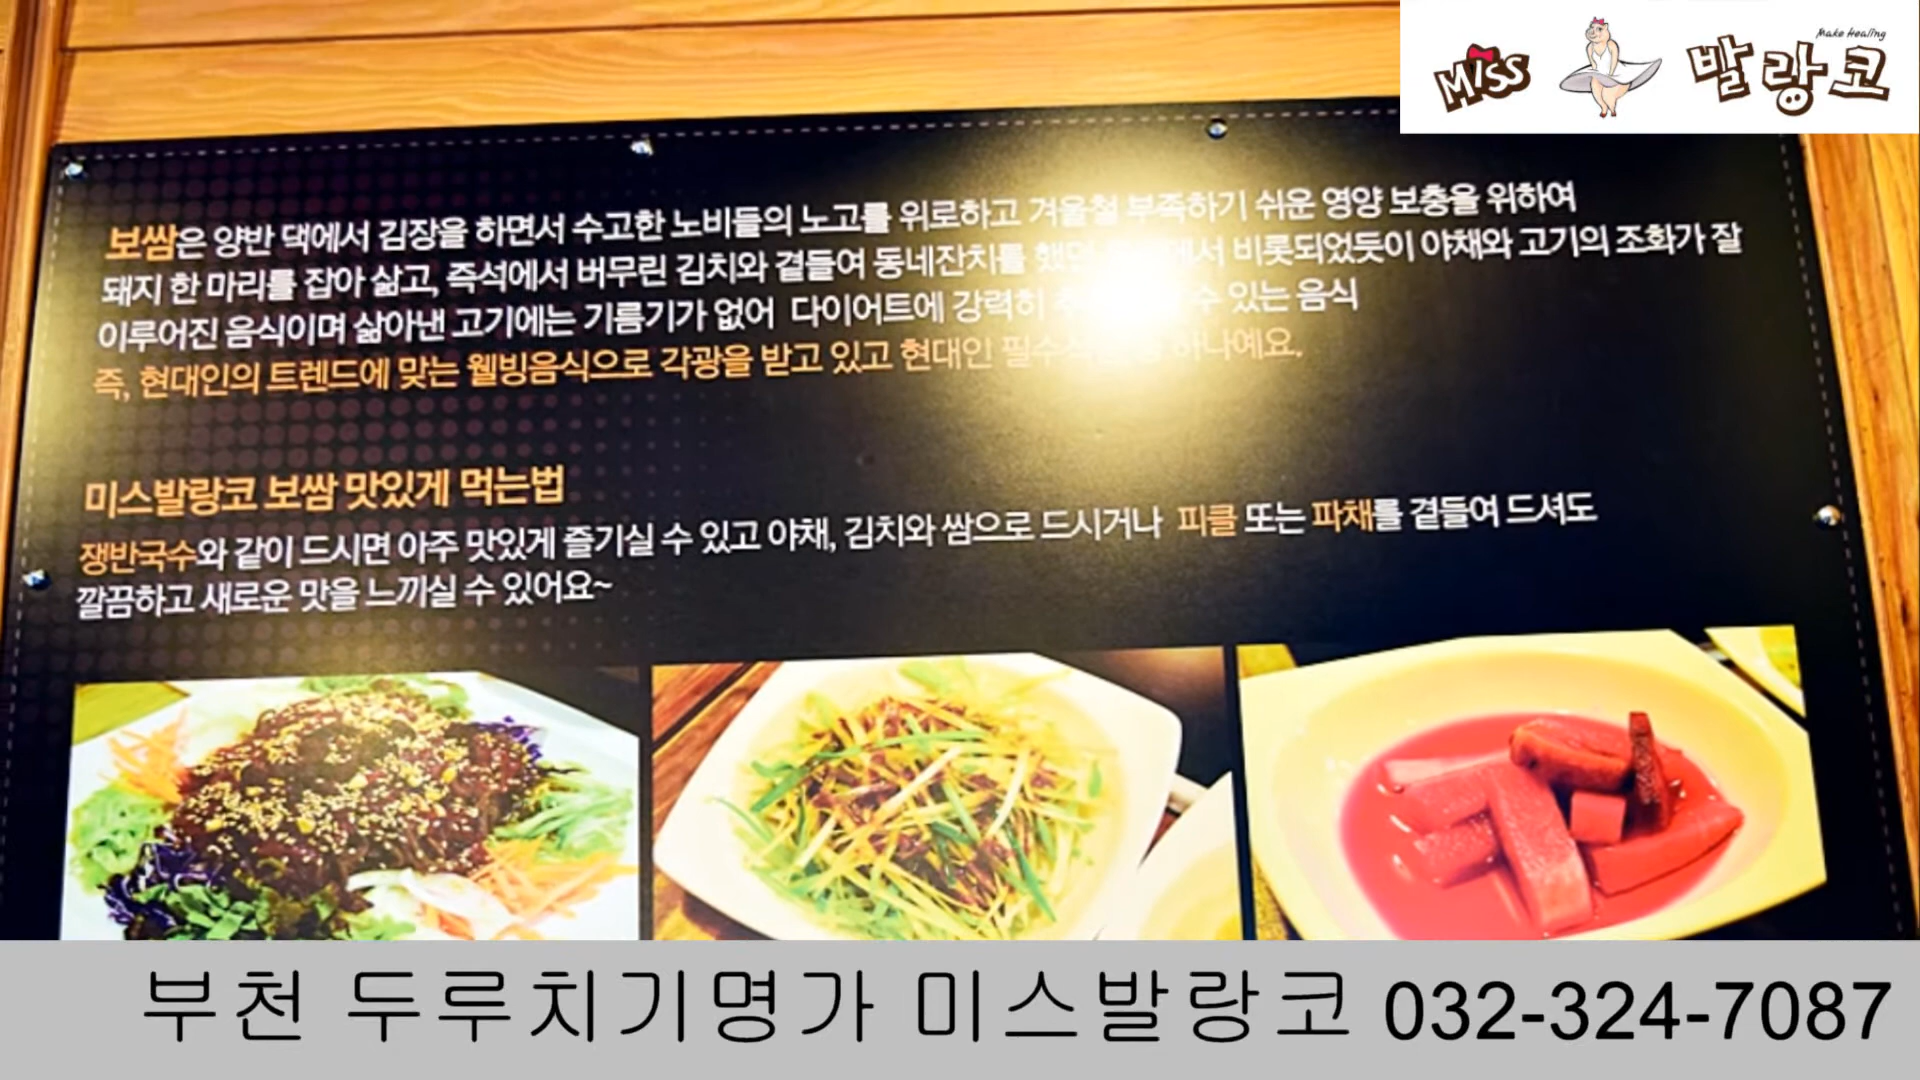 Make Healing
MISS 발랑코
보쌈은 양반 댁에서 김장을 하면서 수고한 노비들의 노고를 위로하고 겨울철 부족하기 쉬운 영양 보충을 위하여
돼지 한 마리를 잡아 삶고, 즉석에서 버무린 김치와 곁들여 동네잔치를 했던 비롯되었듯이 야채와 고기의 조화가 잘
이루어진 음식이며 삶아낸 고기에는 기름기가 없어 다이어트에 강력히 수 있는 음식
즉, 현대인의 트렌드에 맞는 웰빙음식으로 각광을 받고 있고 현대인 하나예요.
미스발랑코 보쌈 맛있게 먹는법
쟁반국수와 같이 드시면 아주 맛있게 즐기실 수 있고 야채, 김치와 쌈으로 드시거나 피클 또는 파채를 곁들여 드셔도
깔끔하고 새로운 맛을 느끼실 수 있어요~
부천 두루치기명가 미스발랑코 032-324-7087